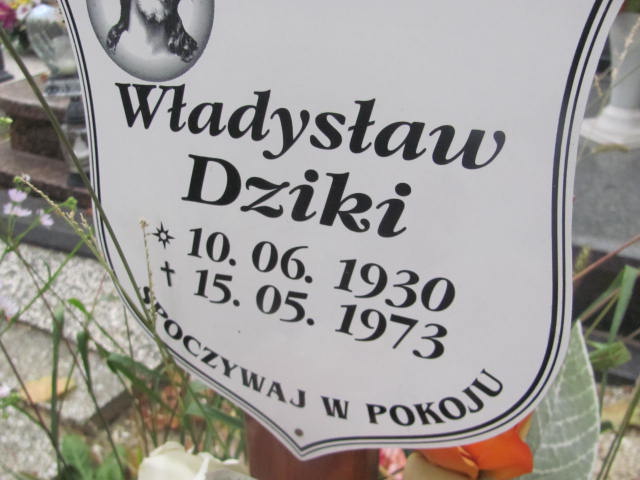 Władysław
Dziki
✴ 10. 06. 1930
† 15. 05. 1973
SPOCZYWAJ W POKOJU